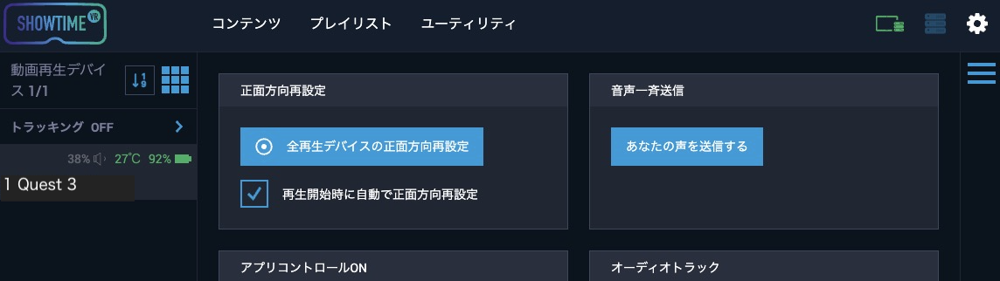 SHOWTIME VR
コンテンツ プレイリスト ユーティリティ
動画再生デバイ
ス 1/1
トラッキング OFF
38% 27℃ 92%
1 Quest 3
正面方向再設定
全再生デバイスの正面方向再設定
再生開始時に自動で正面方向再設定
音声一斉送信
あなたの声を送信する
アプリコントロールON
オーディオトラック